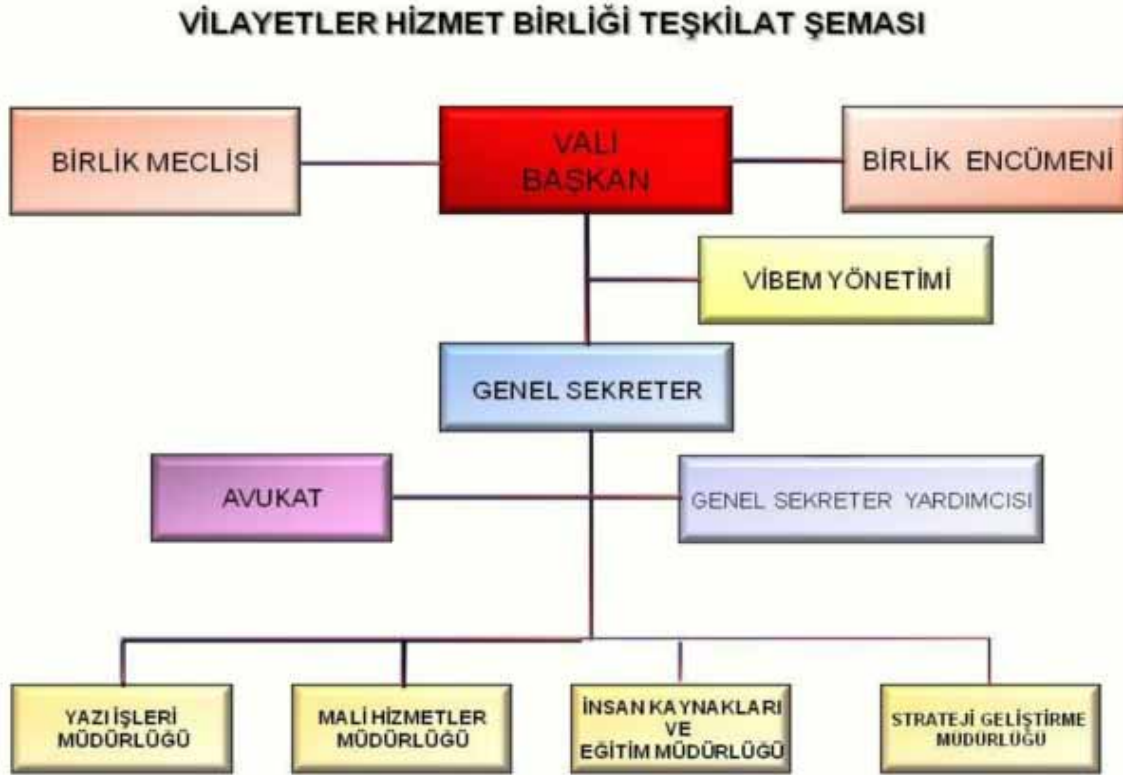 VİLAYETLER HİZMET BİRLİĞİ TEŞKİLAT ŞEMASI
BİRLİK MECLİSİ
VALİ
BAŞKAN
BİRLİK ENCÜMENİ
VİBEM YÖNETİMİ
GENEL SEKRETER
AVUKAT
GENEL SEKRETER YARDIMCISI
YAZI İŞLERİ
MÜDÜRLÜĞÜ
MALİ HİZMETLER
MÜDÜRLÜĞÜ
İNSAN KAYNAKLARI
VE
EĞİTİM MÜDÜRLÜĞÜ
STRATEJİ GELİŞTİRME
MÜDÜRLÜĞÜ